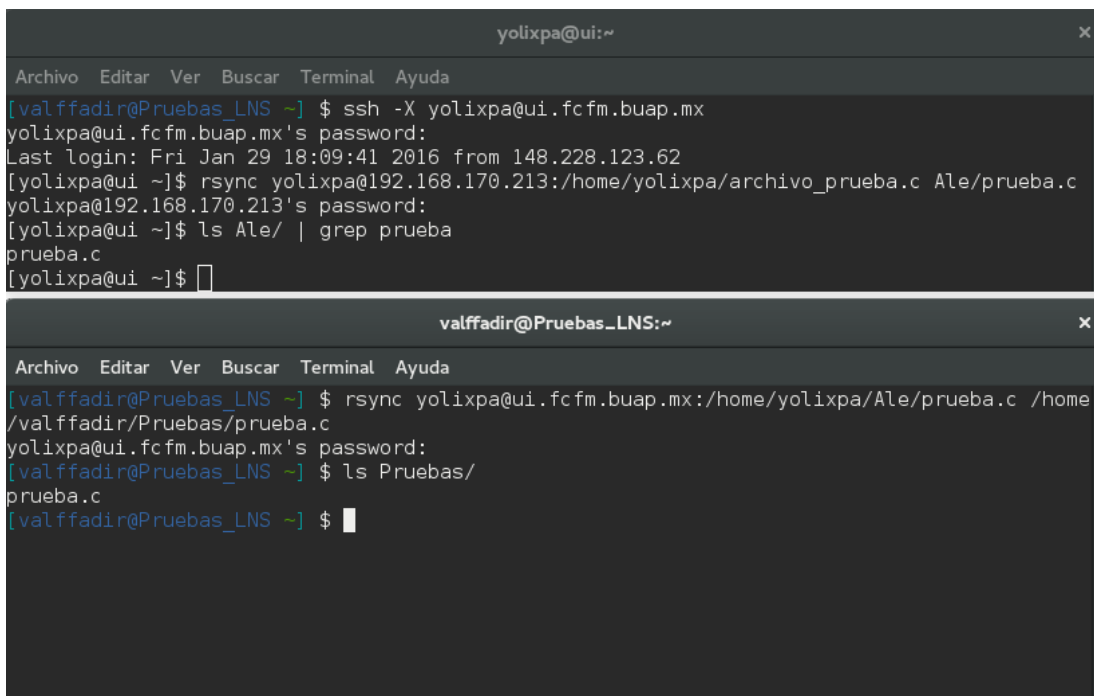 yolixpa@ui:~ ×
Archivo Editar Ver Buscar Terminal Ayuda
[valffadir@Pruebas_LNS ~] $ ssh -X yolixpa@ui.fcfm.buap.mx
yolixpa@ui.fcfm.buap.mx's password:
Last login: Fri Jan 29 18:09:41 2016 from 148.228.123.62
[yolixpa@ui ~]$ rsync yolixpa@192.168.170.213:/home/yolixpa/archivo_prueba.c Ale/prueba.c
yolixpa@192.168.170.213's password:
[yolixpa@ui ~]$ ls Ale/ | grep prueba
prueba.c
[yolixpa@ui ~]$
valffadir@Pruebas_LNS:~ ×
Archivo Editar Ver Buscar Terminal Ayuda
[valffadir@Pruebas_LNS ~] $ rsync yolixpa@ui.fcfm.buap.mx:/home/yolixpa/Ale/prueba.c /home
/valffadir/Pruebas/prueba.c
yolixpa@ui.fcfm.buap.mx's password:
[valffadir@Pruebas_LNS ~] $ ls Pruebas/
prueba.c
[valffadir@Pruebas_LNS ~] $